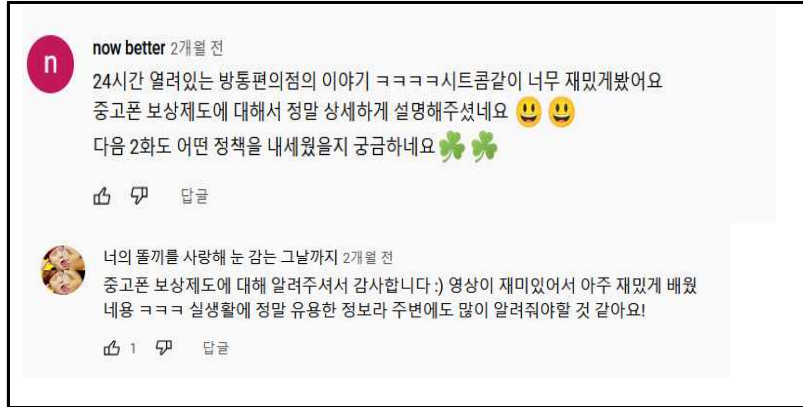 n
now better 2개월 전
24시간 열려있는 방통편의점의 이야기 ㅋㅋㅋㅋ시트콤같이 너무 재밌게봤어요
중고폰 보상제도에 대해서 정말 상세하게 설명해주셨네요 😃 😃
다음 2화도 어떤 정책을 내세웠을지 궁금하네요☘️ ☘️
답글
너의 똘끼를 사랑해 눈 감는 그날까지 2개월 전
중고폰 보상제도에 대해 알려주셔서 감사합니다 :) 영상이 재미있어서 아주 재밌게 배웠
네용 ㅋㅋㅋ 실생활에 정말 유용한 정보라 주변에도 많이 알려줘야할 것 같아요!
1 답글